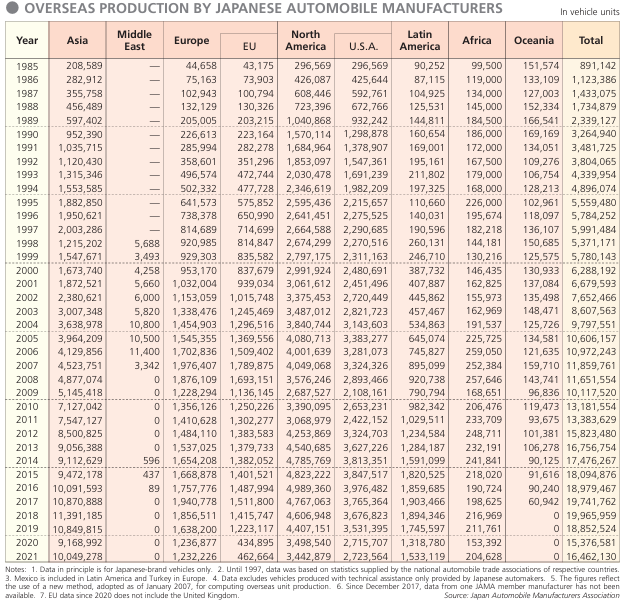 ● OVERSEAS PRODUCTION BY JAPANESE AUTOMOBILE MANUFACTURERS
In vehicle units
Year Asia Middle East Europe EU North America U.S.A. Latin America Africa Oceania Total
1985 208,589 — 44,658 43,175 296,569 296,569 90,252 99,500 151,574 891,142
1986 282,912 — 75,163 73,903 426,087 425,644 87,115 119,000 133,109 1,123,386
1987 355,758 — 102,943 100,794 608,446 592,761 104,925 134,000 127,003 1,433,075
1988 456,489 — 132,129 130,326 723,396 672,766 125,531 145,000 152,334 1,734,879
1989 597,402 — 205,005 203,215 1,040,868 932,242 144,811 184,500 166,541 2,339,127
1990 952,390 — 226,613 223,164 1,570,114 1,298,878 160,654 186,000 169,169 3,264,940
1991 1,035,715 — 285,994 282,278 1,684,964 1,378,907 169,001 172,000 134,051 3,481,725
1992 1,120,430 — 358,601 351,296 1,853,097 1,547,361 195,161 167,500 109,276 3,804,065
1993 1,315,346 — 496,574 472,744 2,030,478 1,691,239 211,802 179,000 106,754 4,339,954
1994 1,553,585 — 502,332 477,728 2,346,619 1,982,209 197,325 168,000 128,213 4,896,074
1995 1,882,850 — 641,573 575,852 2,595,436 2,215,657 110,660 226,000 102,961 5,559,480
1996 1,950,621 — 738,378 650,990 2,641,451 2,275,525 140,031 195,674 118,097 5,784,252
1997 2,003,286 — 814,689 714,699 2,664,588 2,290,685 190,596 182,218 136,107 5,991,484
1998 1,215,202 5,688 920,985 814,847 2,674,299 2,270,516 260,131 144,181 150,685 5,371,171
1999 1,547,671 3,493 929,303 835,582 2,797,175 2,311,163 246,710 130,216 125,575 5,780,143
2000 1,673,740 4,258 953,170 837,679 2,991,924 2,480,691 387,732 146,435 130,933 6,288,192
2001 1,872,521 5,660 1,032,004 939,034 3,061,612 2,451,496 407,887 162,825 137,084 6,679,593
2002 2,380,621 6,000 1,153,059 1,015,748 3,375,453 2,720,449 445,862 155,973 135,498 7,652,466
2003 3,007,348 5,820 1,338,476 1,245,469 3,487,012 2,821,723 457,467 162,969 148,471 8,607,563
2004 3,638,978 10,800 1,454,903 1,296,516 3,840,744 3,143,603 534,863 191,537 125,726 9,797,551
2005 3,964,209 10,500 1,545,355 1,369,556 4,080,713 3,383,277 645,074 225,725 134,581 10,606,157
2006 4,129,856 11,400 1,702,836 1,509,402 4,001,639 3,281,073 745,827 259,050 121,635 10,972,243
2007 4,523,751 3,342 1,976,407 1,789,875 4,049,068 3,324,326 895,099 252,384 159,710 11,859,761
2008 4,877,074 0 1,876,109 1,693,151 3,576,246 2,893,466 920,738 257,646 143,741 11,651,554
2009 5,145,418 0 1,228,294 1,136,145 2,687,527 2,108,161 790,794 168,651 96,836 10,117,520
2010 7,127,042 0 1,356,126 1,250,226 3,390,095 2,653,231 982,342 206,476 119,473 13,181,554
2011 7,547,127 0 1,410,628 1,302,277 3,068,979 2,422,152 1,029,511 233,709 93,675 13,383,629
2012 8,500,825 0 1,484,110 1,383,583 4,253,869 3,324,703 1,234,584 248,711 101,381 15,823,480
2013 9,056,388 0 1,537,025 1,379,733 4,540,685 3,627,226 1,284,187 232,191 106,278 16,756,754
2014 9,112,629 596 1,654,208 1,382,052 4,785,769 3,813,351 1,591,099 241,841 90,125 17,476,267
2015 9,472,178 437 1,668,878 1,401,521 4,823,222 3,847,517 1,820,525 218,020 91,616 18,094,876
2016 10,091,593 89 1,757,776 1,487,994 4,989,360 3,976,482 1,859,685 190,724 90,240 18,979,467
2017 10,870,888 0 1,940,778 1,511,800 4,767,063 3,765,364 1,903,466 198,625 60,942 19,741,762
2018 11,391,185 0 1,856,511 1,415,747 4,606,948 3,676,823 1,894,346 216,969 0 19,965,959
2019 10,849,815 0 1,638,200 1,223,117 4,407,183 3,531,395 1,745,597 211,761 0 18,852,524
2020 9,168,992 0 1,236,877 434,895 3,498,540 2,715,707 1,318,780 153,392 0 15,376,581
2021 10,049,278 0 1,232,226 462,664 3,442,879 2,723,564 1,533,119 204,628 0 16,462,130
Notes: 1. Data in principle is for Japanese-brand vehicles only. 2. Until 1997, data was based on statistics supplied by the national automobile trade associations of respective countries.
3. Mexico is included in Latin America and Turkey in Europe. 4. Data excludes vehicles produced with technical assistance only provided by Japanese automakers. 5. The figures reflect
the use of a new method, adopted as of January 2007, for computing overseas unit production. 6. Since December 2017, data from one JAMA member manufacturer has not been
available. 7. EU data since 2020 does not include the United Kingdom. Source: Japan Automobile Manufacturers Association